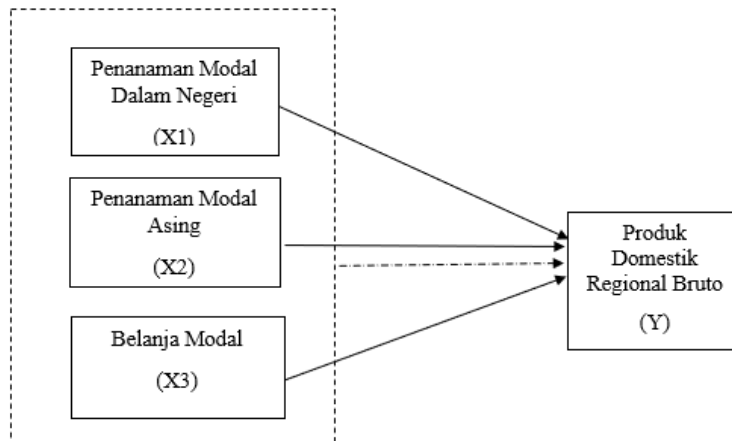 Penanaman Modal
Dalam Negeri
(X1)
Penanaman Modal
Asing
(X2)
Belanja Modal
(X3)
Produk
Domestik
Regional Bruto
(Y)